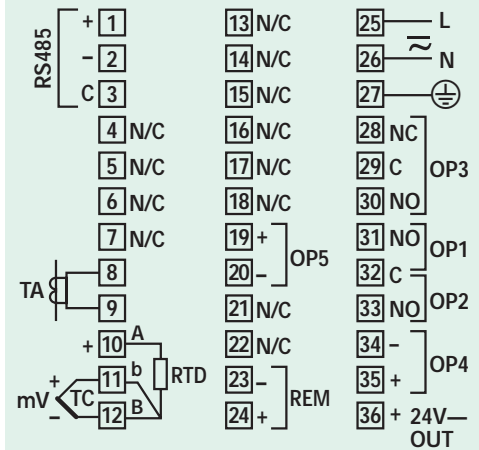 RS485
+ 1
− 2
C 3
4 N/C
5 N/C
6 N/C
7 N/C
TA
8
9
+ 10 A
11 b
12 B
RTD
mV + − TC
13 N/C
14 N/C
15 N/C
16 N/C
17 N/C
18 N/C
19 +
20 −
OP5
21 N/C
22 N/C
23 −
24 +
REM
25 L
26 N
27
28 NC
29 C
30 NO
OP3
31 NO
OP1
32 C
33 NO
OP2
34 −
35 +
OP4
36 + 24V—
OUT